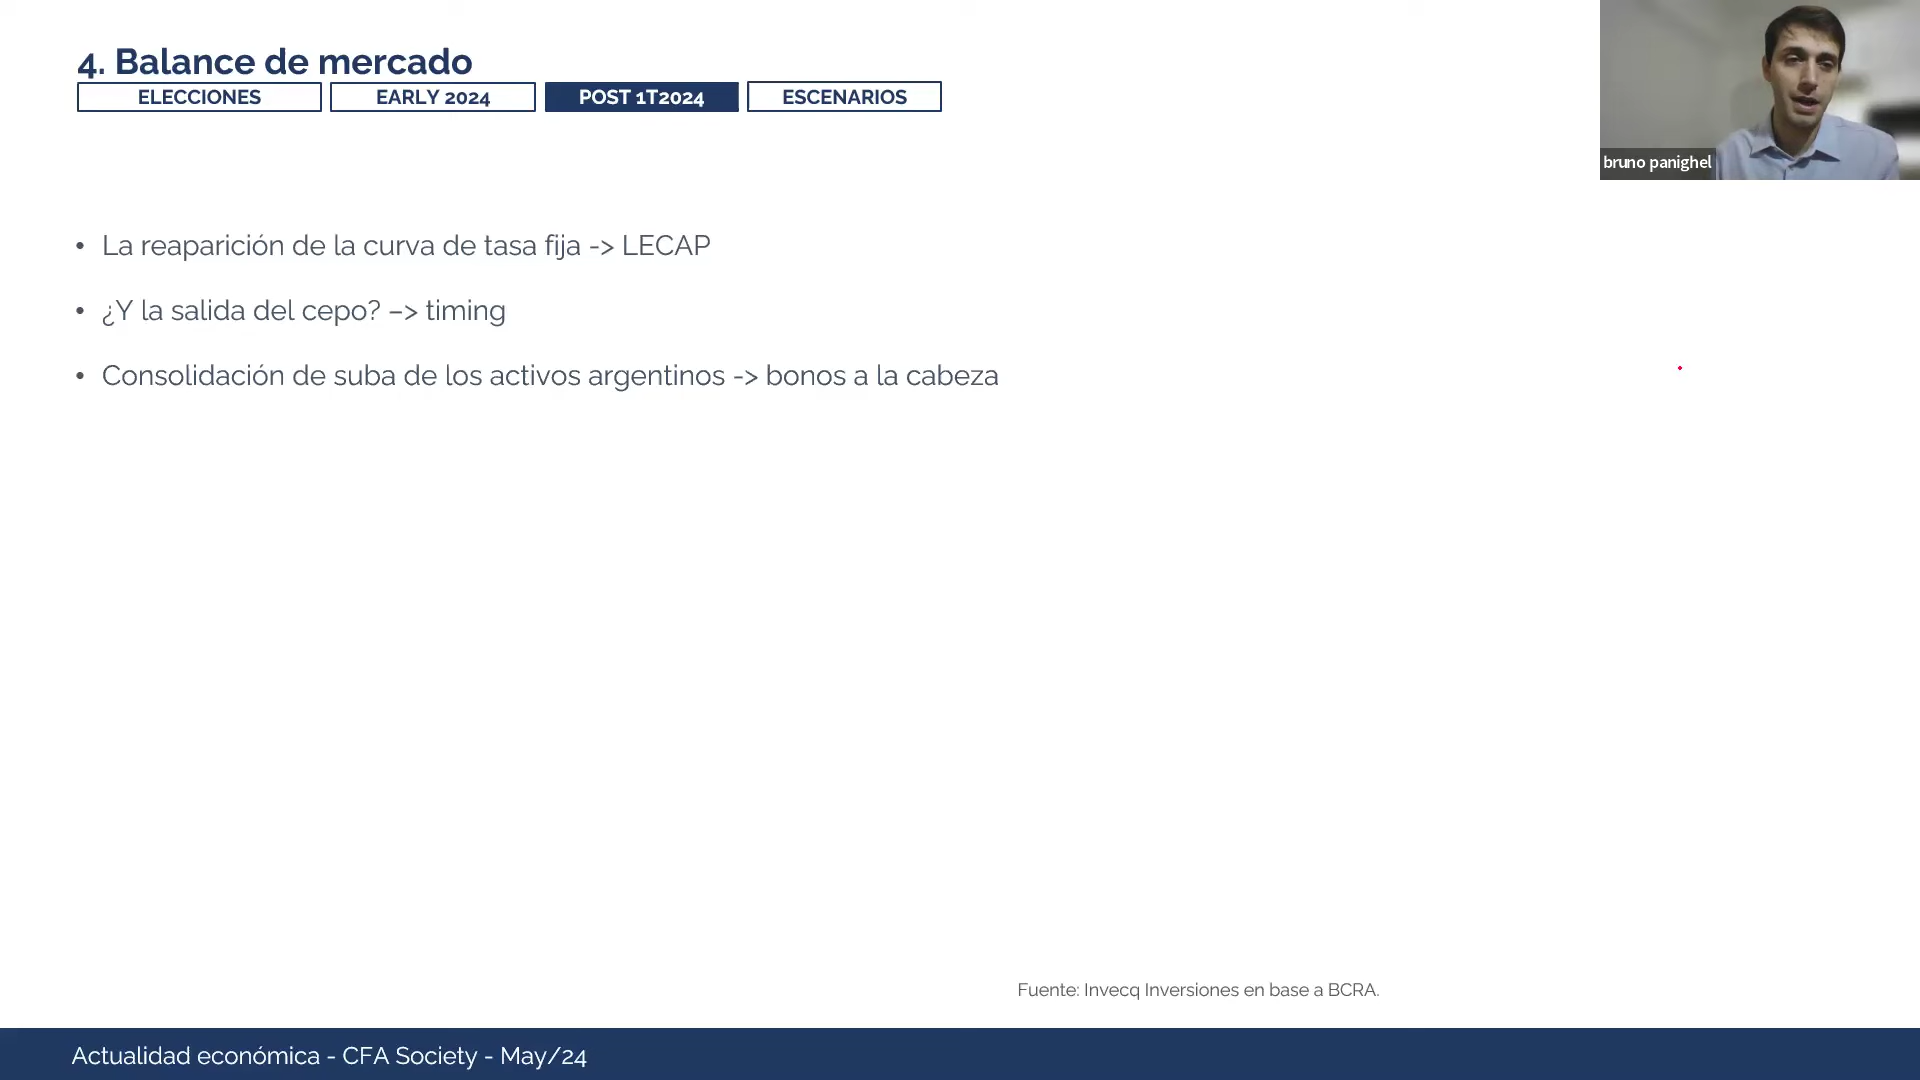 4. Balance de mercado
ELECCIONES
EARLY 2024
POST 1T2024
ESCENARIOS
bruno panighel
• La reaparición de la curva de tasa fija -> LECAP
• ¿Y la salida del cepo? –> timing
• Consolidación de suba de los activos argentinos -> bonos a la cabeza
Fuente: Invecq Inversiones en base a BCRA.
Actualidad económica - CFA Society - May/24